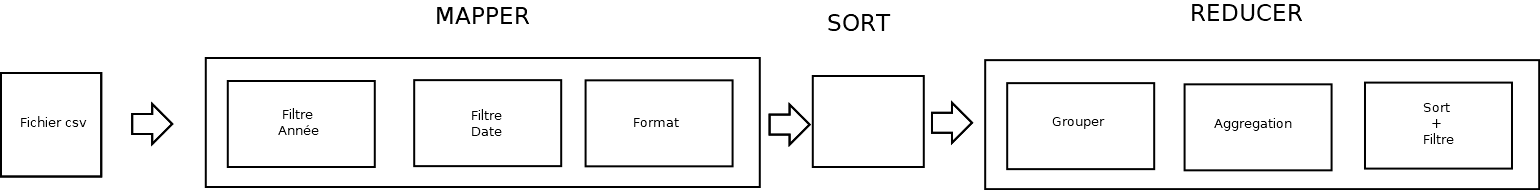 MAPPER
SORT
REDUCER
Fichier csv
Filtre
Année
Filtre
Date
Format
Grouper
Aggregation
Sort
+
Filtre